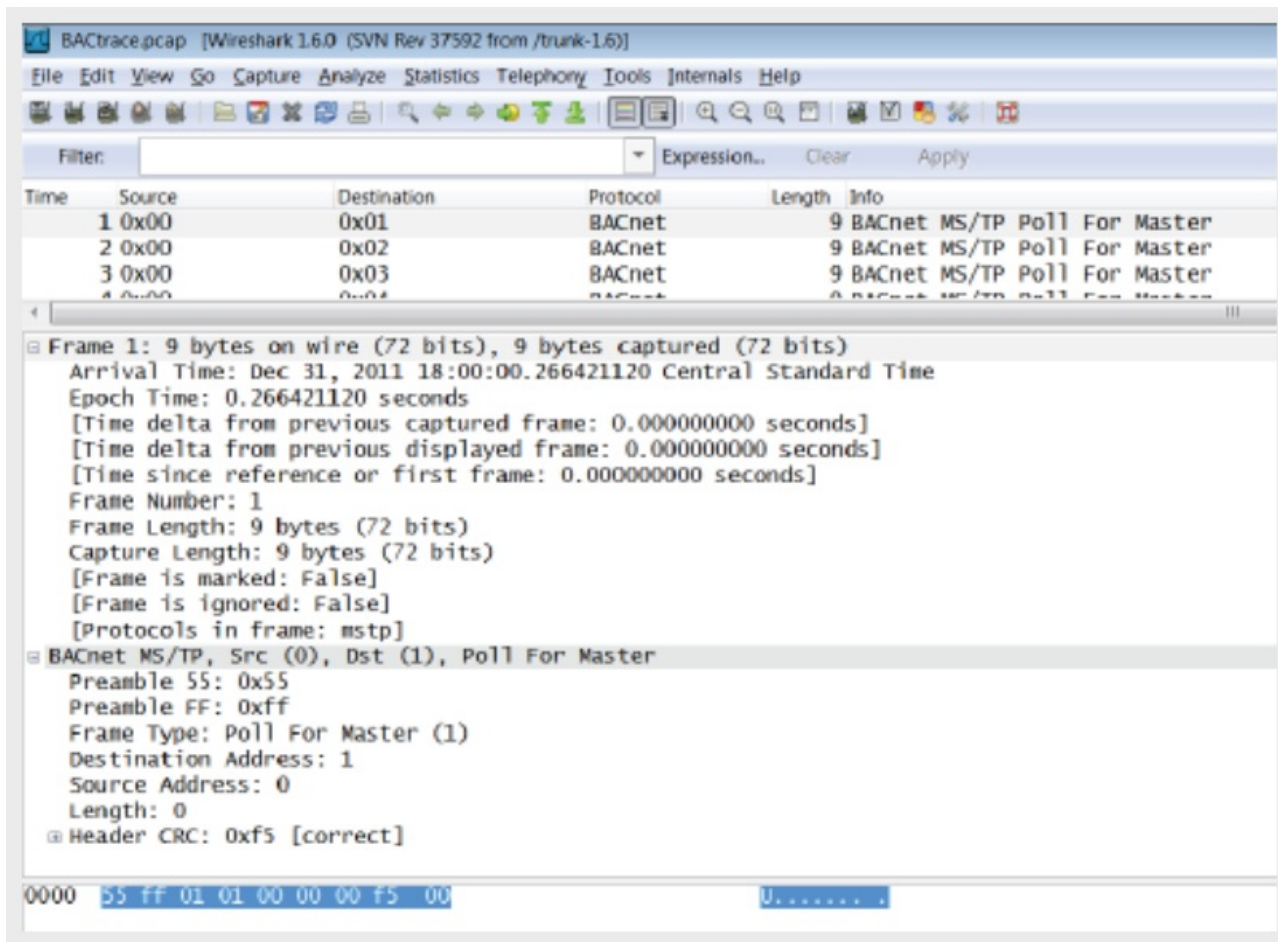 BACtrace.pcap [Wireshark 1.6.0 (SVN Rev 37592 from /trunk-1.6)]
File Edit View Go Capture Analyze Statistics Telephony Tools Internals Help
Filter: Expression... Clear Apply
Time Source Destination Protocol Length Info
1 0x00 0x01 BACnet 9 BACnet MS/TP Poll For Master
2 0x00 0x02 BACnet 9 BACnet MS/TP Poll For Master
3 0x00 0x03 BACnet 9 BACnet MS/TP Poll For Master
Frame 1: 9 bytes on wire (72 bits), 9 bytes captured (72 bits)
Arrival Time: Dec 31, 2011 18:00:00.266421120 Central Standard Time
Epoch Time: 0.266421120 seconds
[Time delta from previous captured frame: 0.000000000 seconds]
[Time delta from previous displayed frame: 0.000000000 seconds]
[Time since reference or first frame: 0.000000000 seconds]
Frame Number: 1
Frame Length: 9 bytes (72 bits)
Capture Length: 9 bytes (72 bits)
[Frame is marked: False]
[Frame is ignored: False]
[Protocols in frame: mstp]
BACnet MS/TP, Src (0), Dst (1), Poll For Master
Preamble 55: 0x55
Preamble FF: 0xff
Frame Type: Poll For Master (1)
Destination Address: 1
Source Address: 0
Length: 0
Header CRC: 0xf5 [correct]
0000 55 ff 01 01 00 00 00 f5 00 U....... .